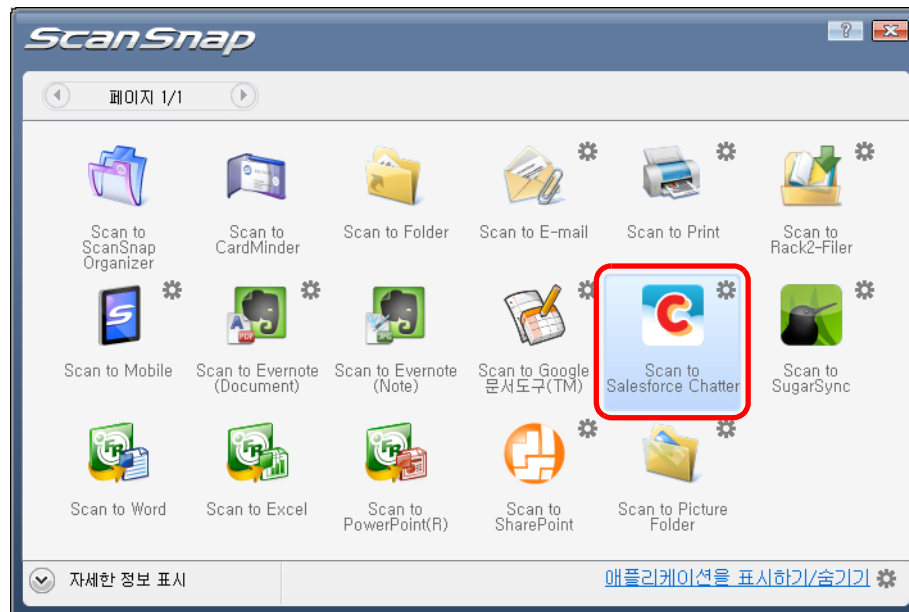 ScanSnap
페이지 1/1
Scan to
ScanSnap
Organizer
Scan to
CardMinder
Scan to Folder
Scan to E-mail
Scan to Print
Scan to
Rack2-Filer
Scan to Mobile
Scan to Evernote
(Document)
Scan to Evernote
(Note)
Scan to Google
문서도구(TM)
Scan to
Salesforce Chatter
Scan to
SugarSync
Scan to Word
Scan to Excel
Scan to
PowerPoint(R)
Scan to
SharePoint
Scan to Picture
Folder
자세한 정보 표시
애플리케이션을 표시하기/숨기기